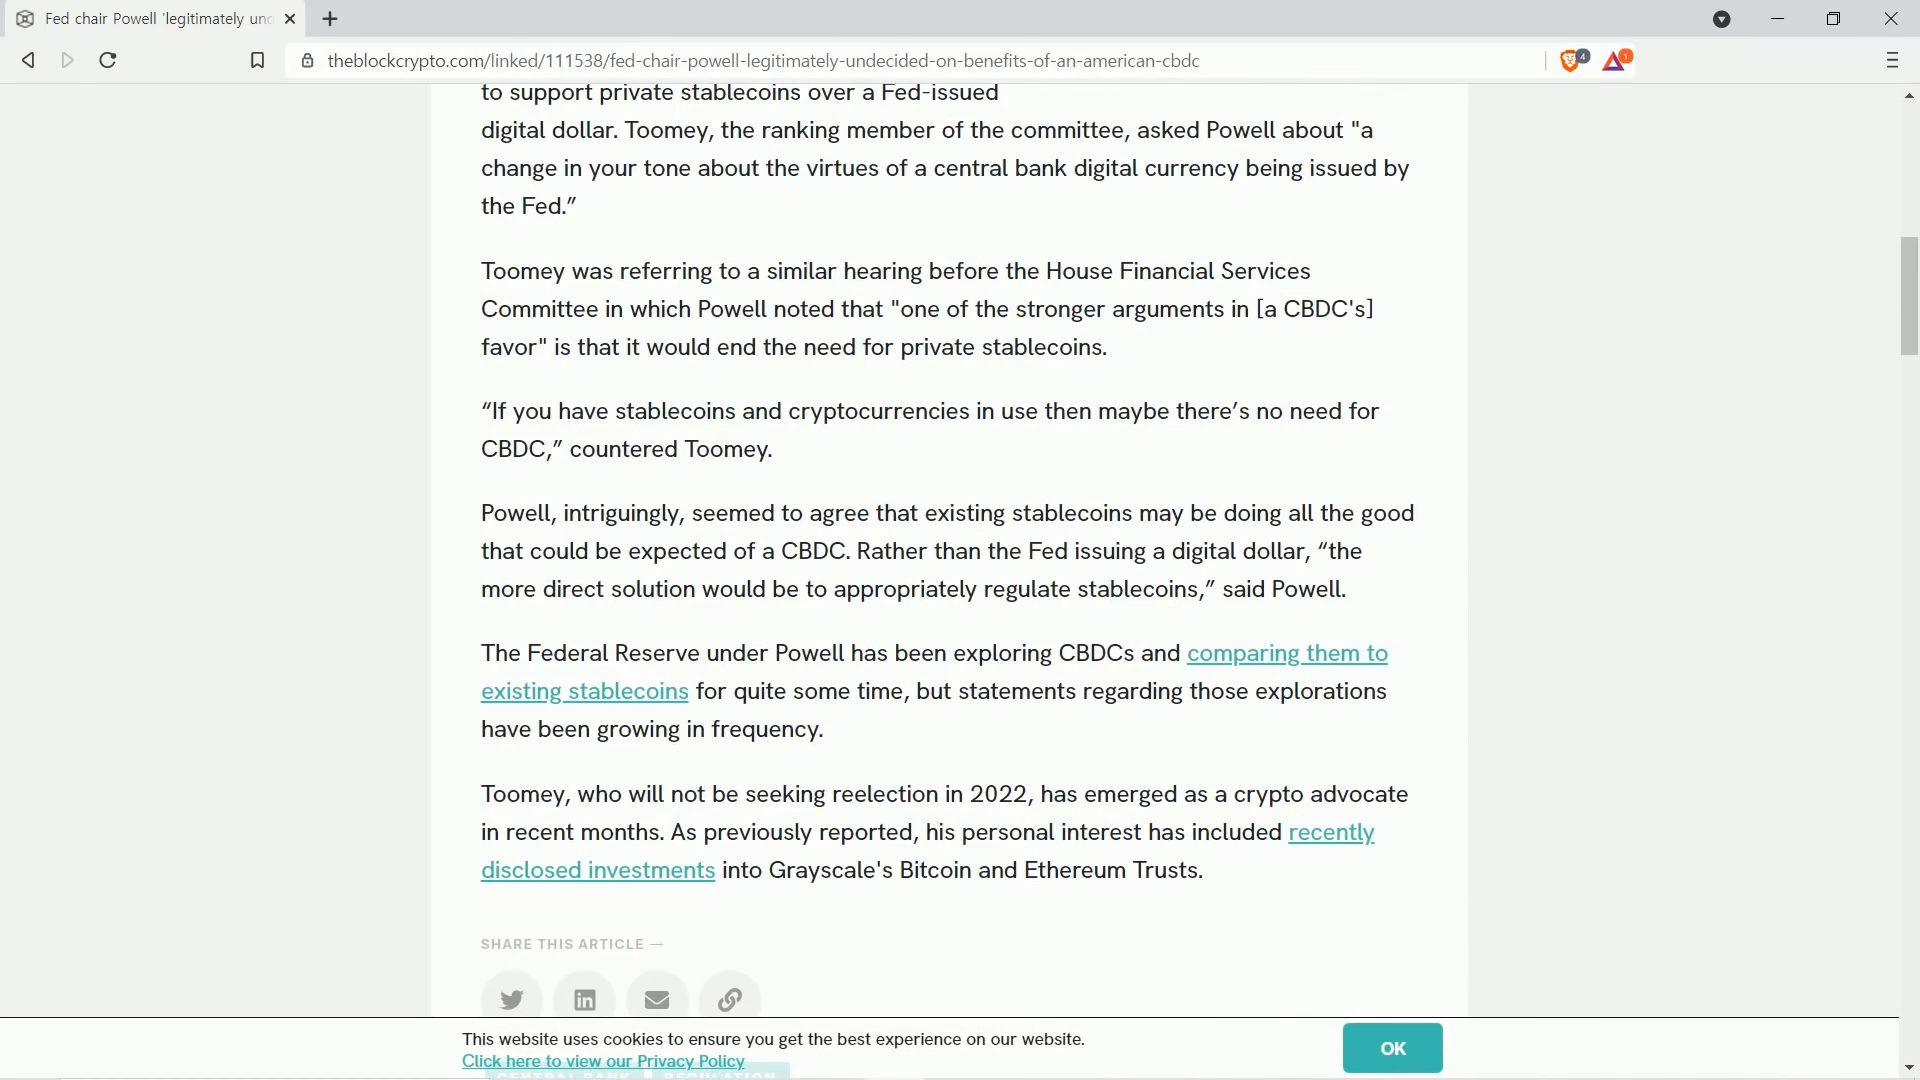 Fed chair Powell 'legitimately und
theblockcrypto.com/linked/111538/fed-chair-powell-legitimately-undecided-on-benefits-of-an-american-cbdc
4
1
to support private stablecoins over a Fed-issued
digital dollar. Toomey, the ranking member of the committee, asked Powell about "a
change in your tone about the virtues of a central bank digital currency being issued by
the Fed.”
Toomey was referring to a similar hearing before the House Financial Services
Committee in which Powell noted that "one of the stronger arguments in [a CBDC's]
favor" is that it would end the need for private stablecoins.
“If you have stablecoins and cryptocurrencies in use then maybe there’s no need for
CBDC,” countered Toomey.
Powell, intriguingly, seemed to agree that existing stablecoins may be doing all the good
that could be expected of a CBDC. Rather than the Fed issuing a digital dollar, “the
more direct solution would be to appropriately regulate stablecoins,” said Powell.
The Federal Reserve under Powell has been exploring CBDCs and comparing them to
existing stablecoins for quite some time, but statements regarding those explorations
have been growing in frequency.
Toomey, who will not be seeking reelection in 2022, has emerged as a crypto advocate
in recent months. As previously reported, his personal interest has included recently
disclosed investments into Grayscale's Bitcoin and Ethereum Trusts.
SHARE THIS ARTICLE —
This website uses cookies to ensure you get the best experience on our website.
Click here to view our Privacy Policy
OK
CENTRAL BANK REGULATION